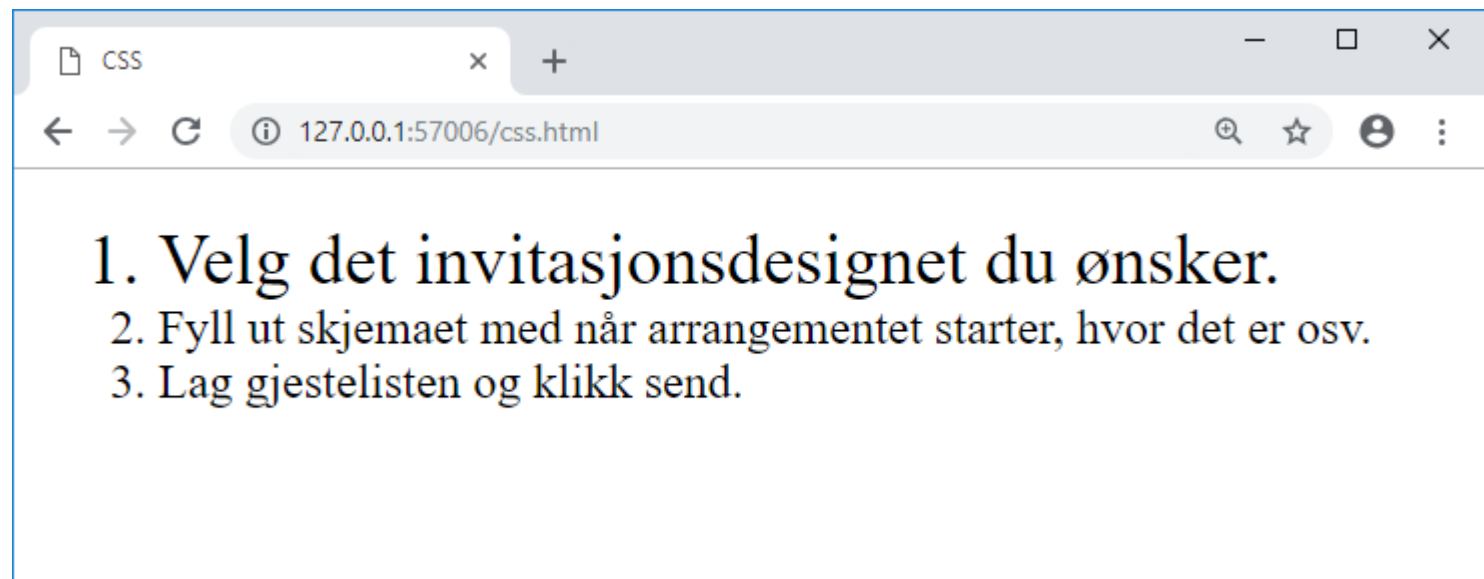 CSS
127.0.0.1:57006/css.html
1. Velg det invitasjonsdesignet du ønsker.
2. Fyll ut skjemaet med når arrangementet starter, hvor det er osv.
3. Lag gjestelisten og klikk send.